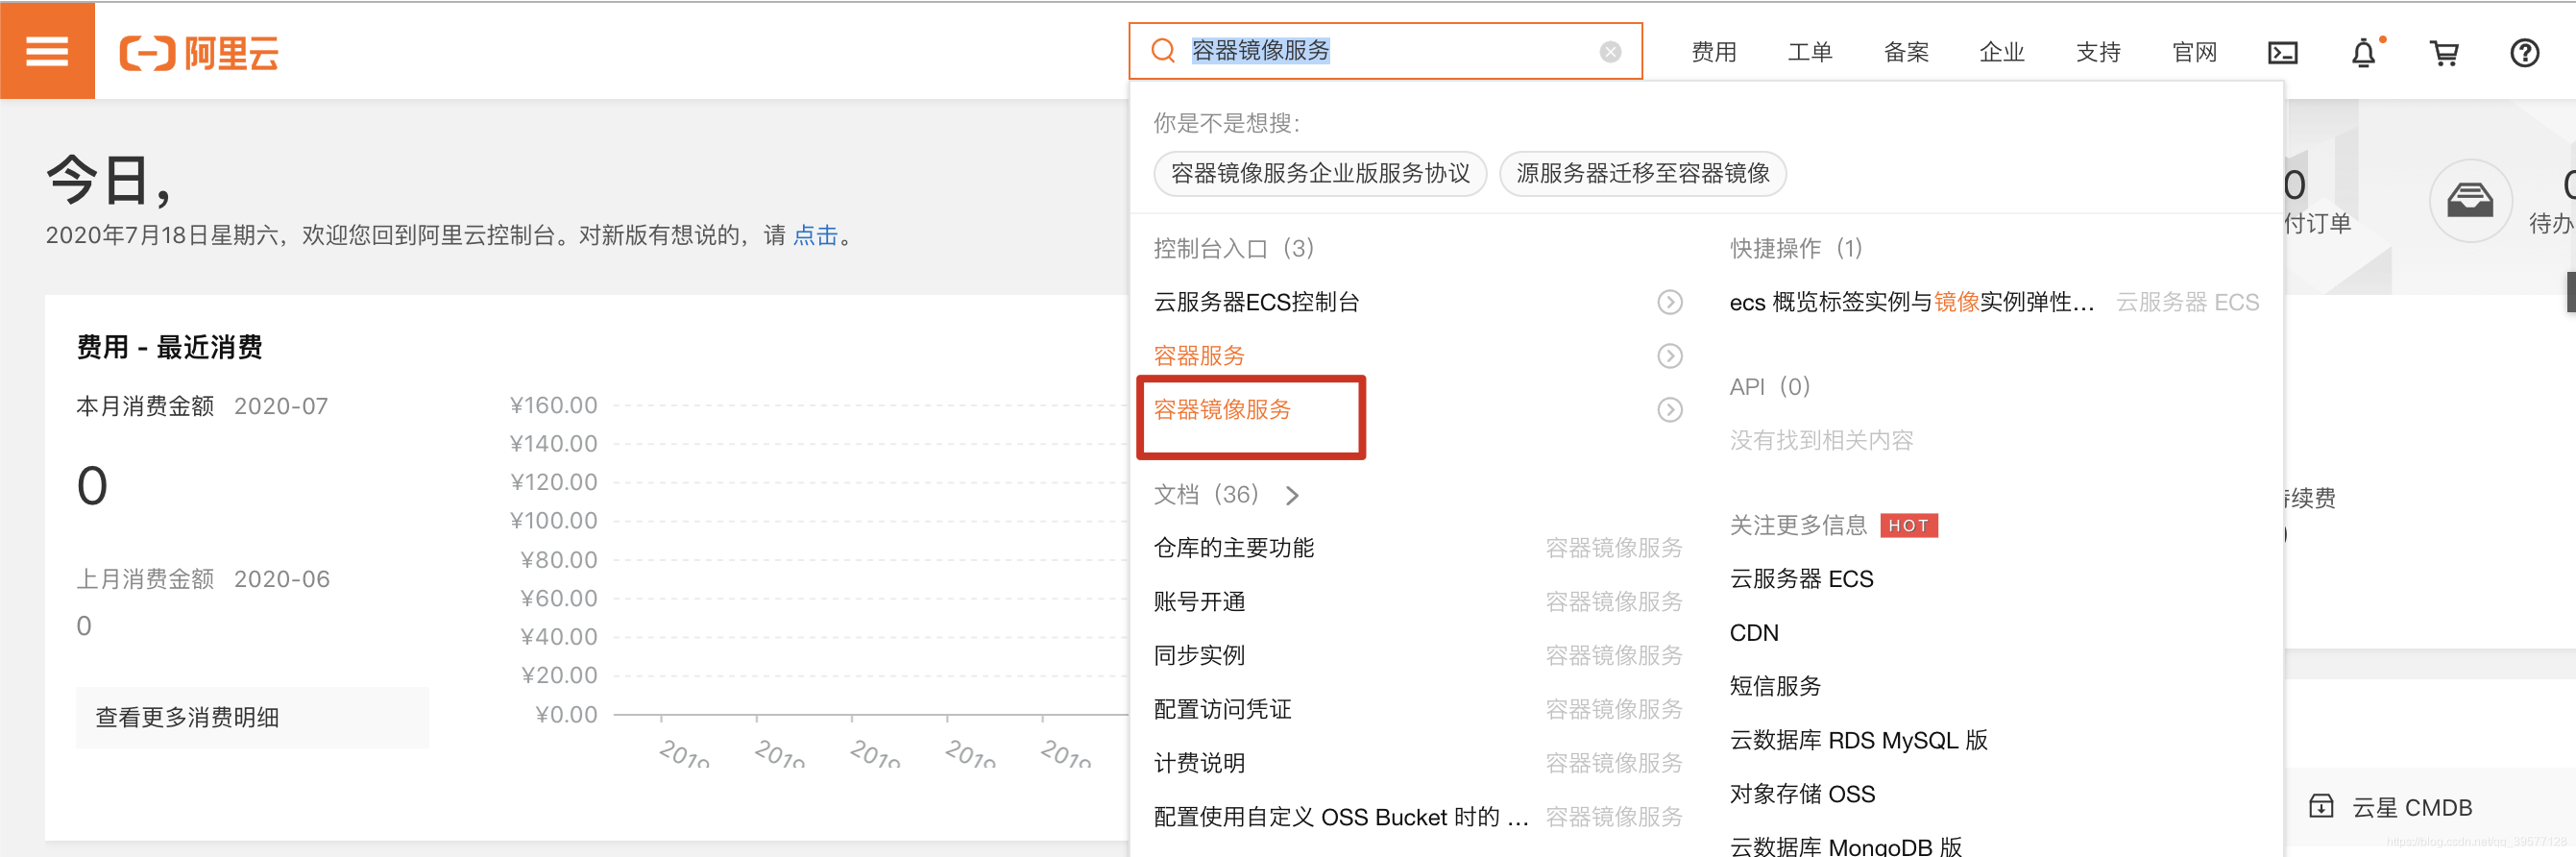 阿里云
容器镜像服务
费用
工单
备案
企业
支持
官网
今日，
2020年7月18日星期六，欢迎您回到阿里云控制台。对新版有想说的，请 点击。
费用 - 最近消费
本月消费金额 2020-07
0
上月消费金额 2020-06
0
查看更多消费明细
¥160.00
¥140.00
¥120.00
¥100.00
¥80.00
¥60.00
¥40.00
¥20.00
¥0.00
2019
2019
2019
2019
2019
你是不是想搜：
容器镜像服务企业版服务协议
源服务器迁移至容器镜像
控制台入口（3）
云服务器ECS控制台
容器服务
容器镜像服务
文档（36）
仓库的主要功能 容器镜像服务
账号开通 容器镜像服务
同步实例 容器镜像服务
配置访问凭证 容器镜像服务
计费说明 容器镜像服务
配置使用自定义 OSS Bucket 时的 ... 容器镜像服务
快捷操作（1）
ecs 概览标签实例与镜像实例弹性... 云服务器 ECS
API（0）
没有找到相关内容
关注更多信息 HOT
云服务器 ECS
CDN
短信服务
云数据库 RDS MySQL 版
对象存储 OSS
云数据库 MongoDB 版
0
付订单
待办
续费
云星 CMDB
https://blog.csdn.net/qq_39577128